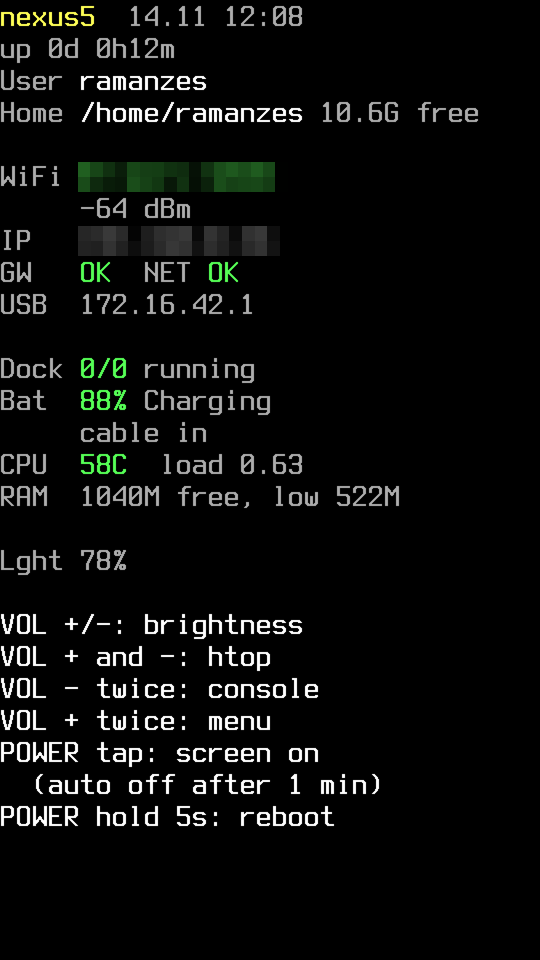 nexus5  14.11 12:08
up 0d 0h12m
User ramanzes
Home /home/ramanzes 10.6G free
WiFi
-64 dBm
IP
GW   OK  NET OK
USB  172.16.42.1
Dock 0/0 running
Bat  88% Charging
cable in
CPU  58C  load 0.63
RAM  1040M free, low 522M
Lght 78%
VOL +/-: brightness
VOL + and -: htop
VOL - twice: console
VOL + twice: menu
POWER tap: screen on
(auto off after 1 min)
POWER hold 5s: reboot